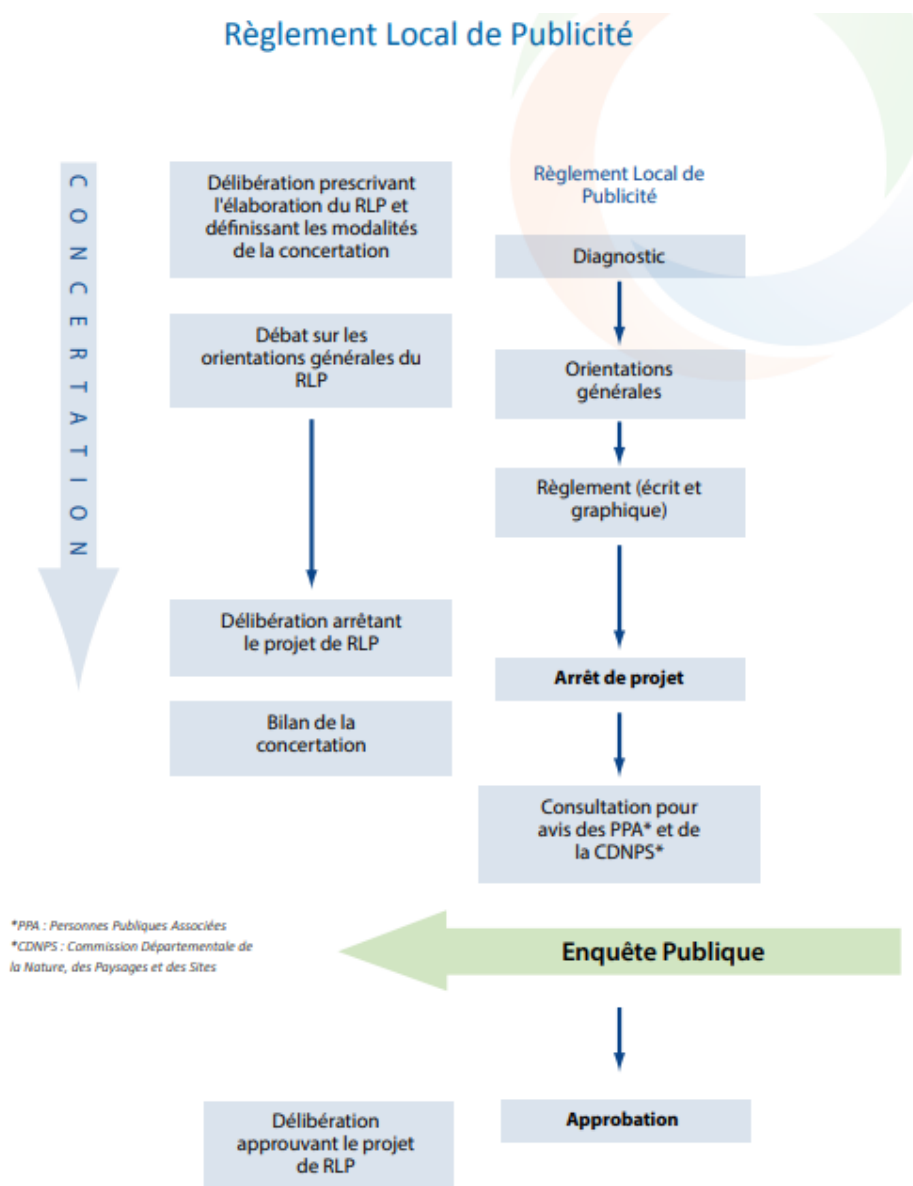 Règlement Local de Publicité
CONCERTATION
Délibération prescrivant
l'élaboration du RLP et
définissant les modalités
de la concertation
Règlement Local de
Publicité
Diagnostic
Débat sur les
orientations générales du
RLP
Orientations
générales
Règlement (écrit et
graphique)
Délibération arrêtant
le projet de RLP
Arrêt de projet
Bilan de la
concertation
Consultation pour
avis des PPA* et de
la CDNPS*
*PPA : Personnes Publiques Associées
*CDNPS : Commission Départementale de
la Nature, des Paysages et des Sites
Enquête Publique
Délibération
approuvant le projet
de RLP
Approbation